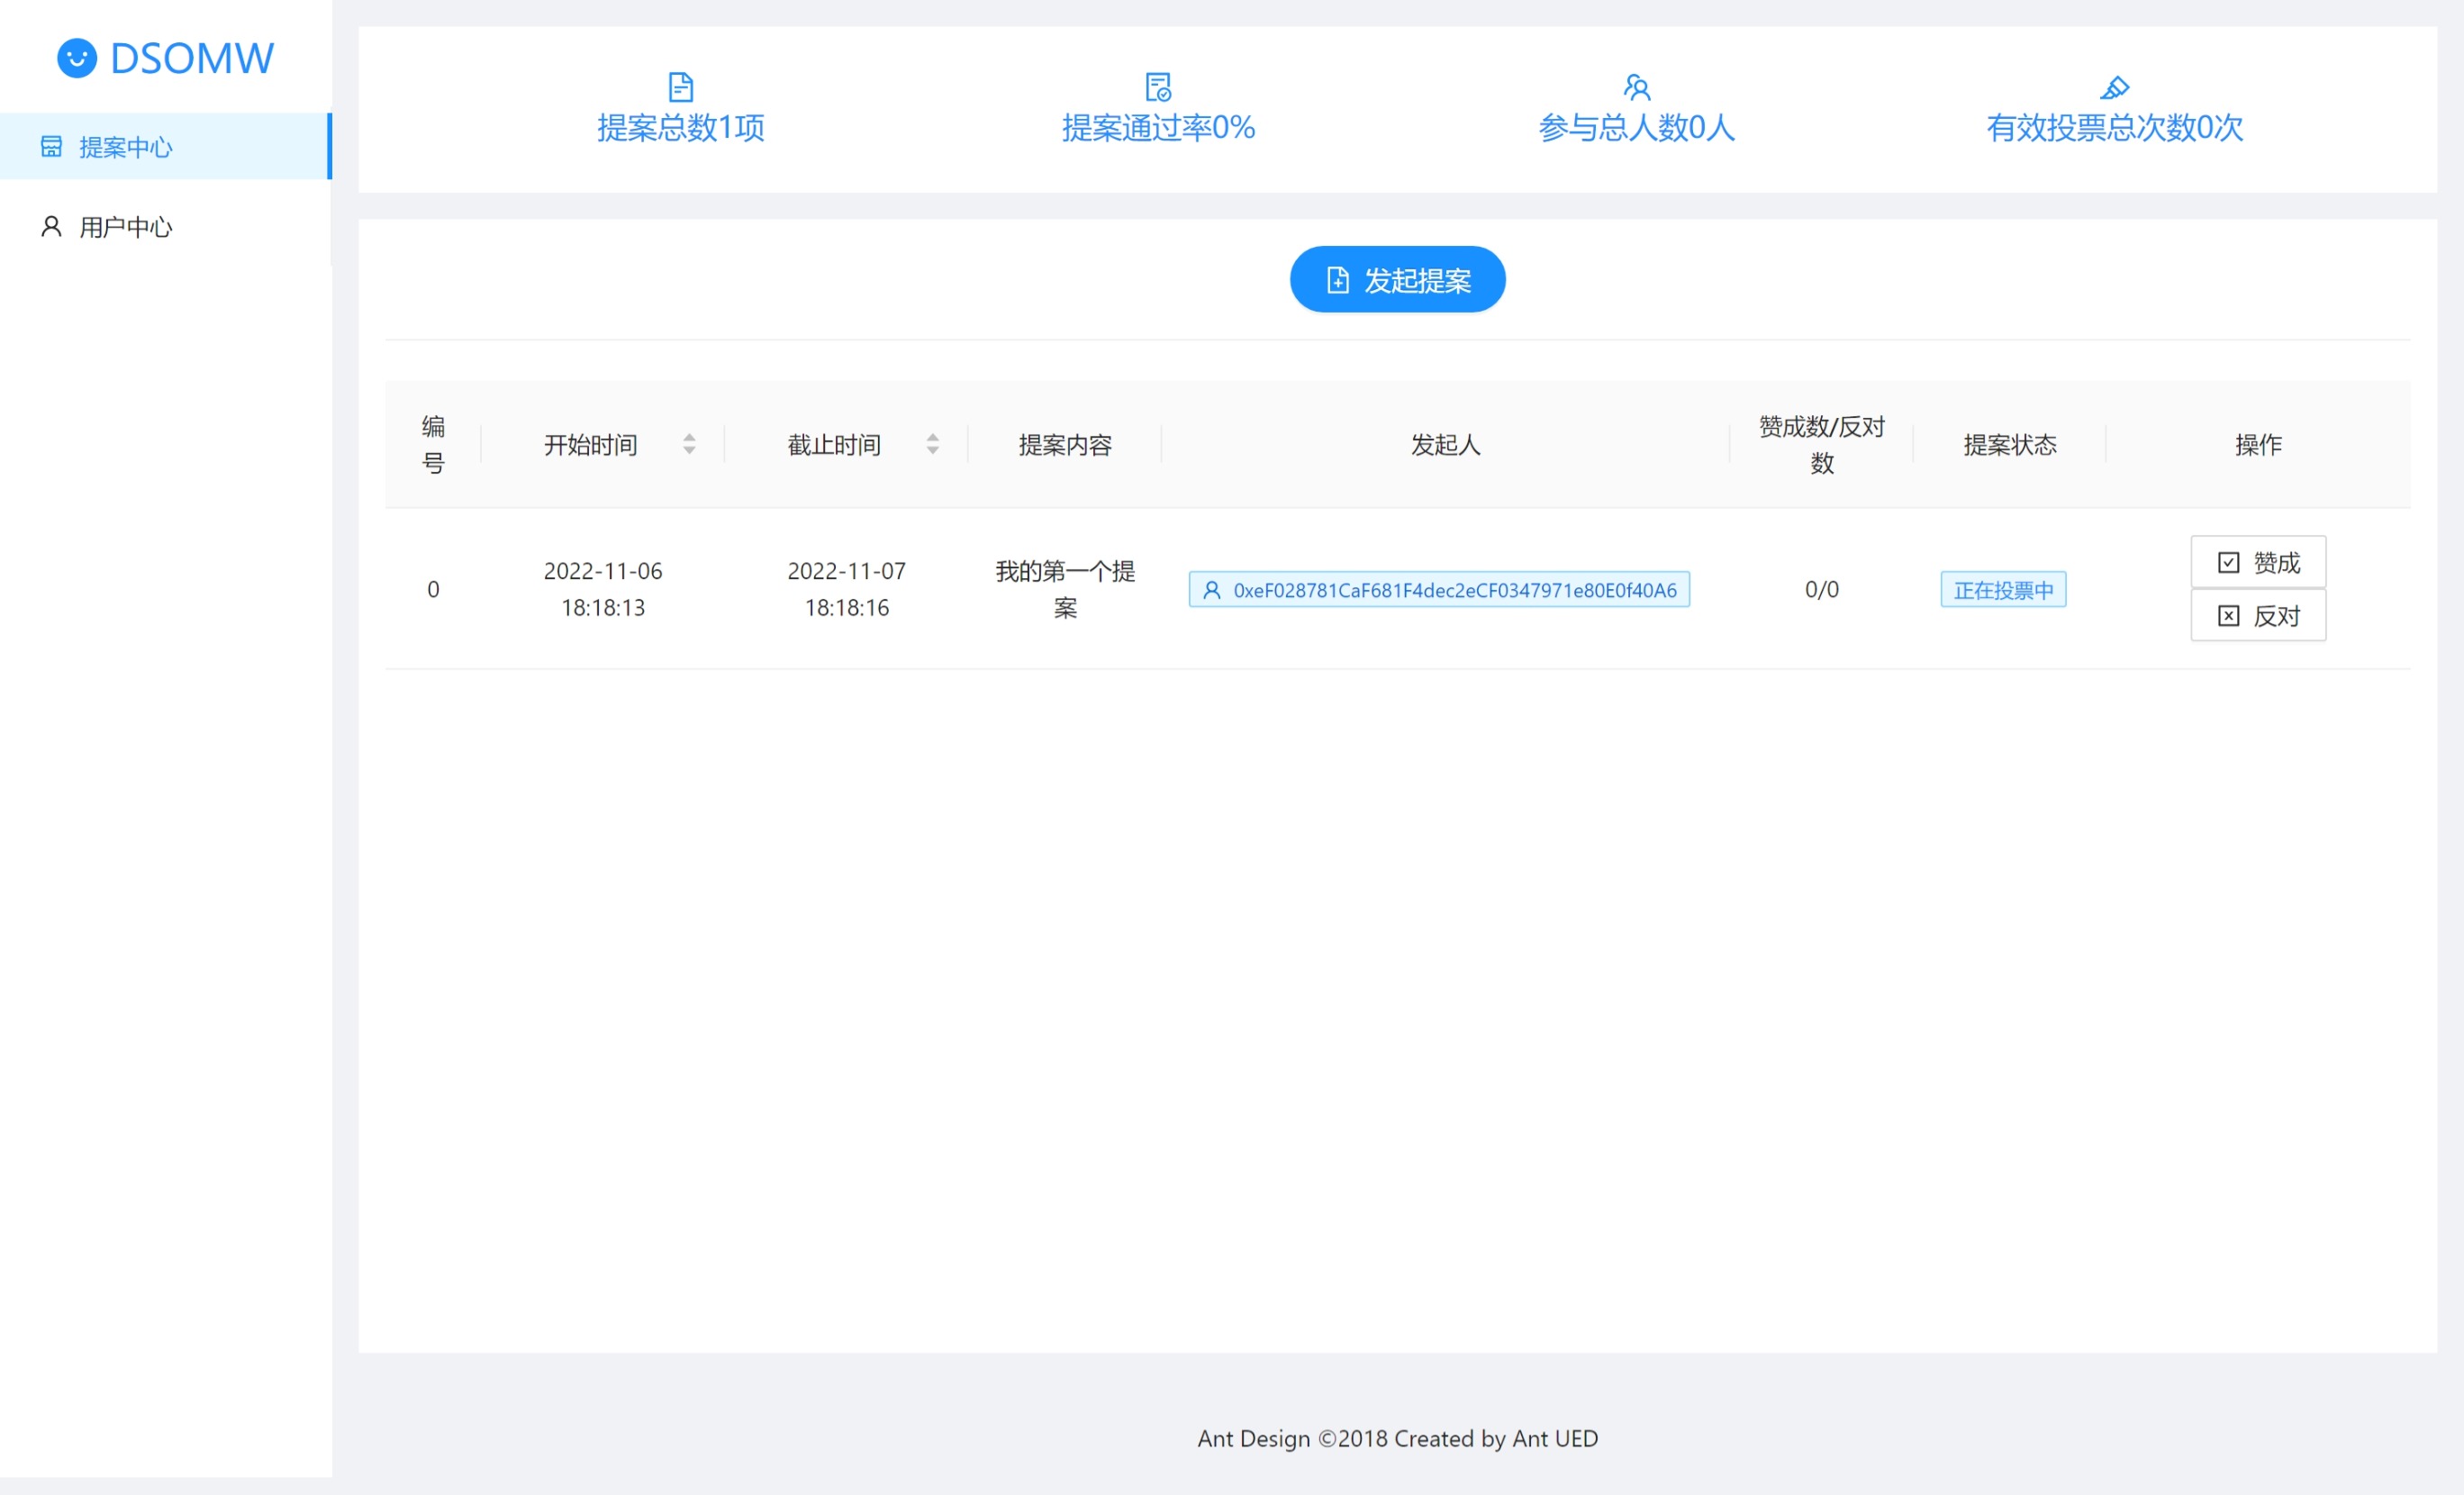 DSOMW
提案中心
用户中心
提案总数1项
提案通过率0%
参与总人数0人
有效投票总次数0次
发起提案
编
号
开始时间
截止时间
提案内容
发起人
赞成数/反对
数
提案状态
操作
0
2022-11-06
18:18:13
2022-11-07
18:18:16
我的第一个提
案
0xeF028781CaF681F4dec2eCF0347971e80E0f40A6
0/0
正在投票中
赞成
反对
Ant Design ©2018 Created by Ant UED